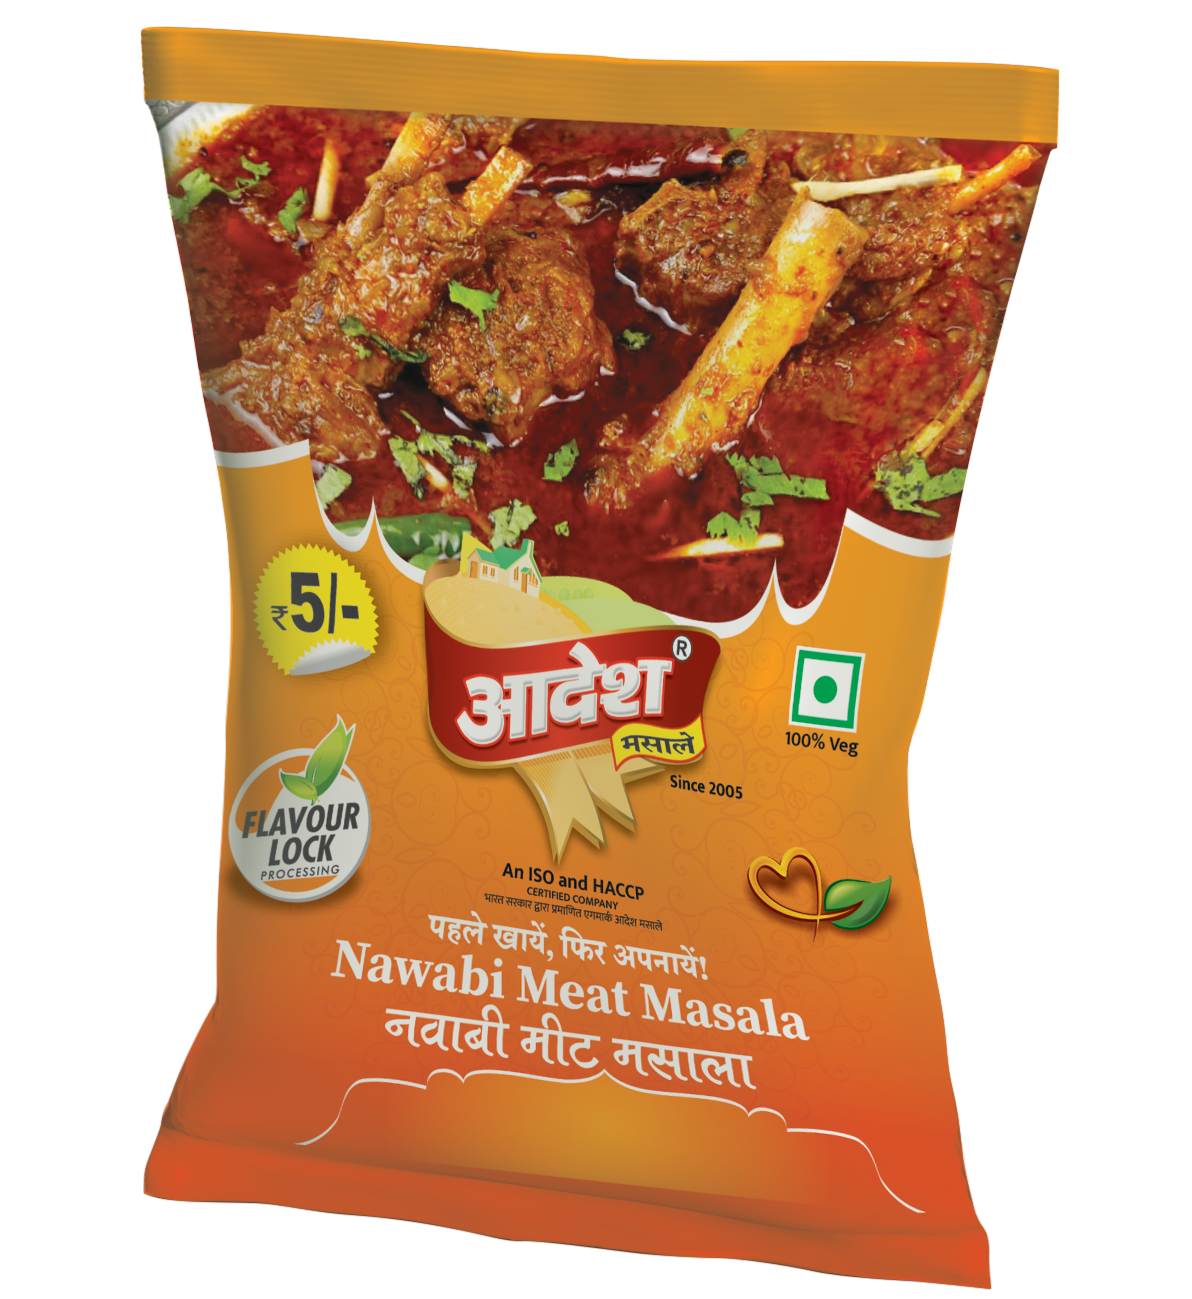 ₹5/-
आदेश®
मसाले
100% Veg
Since 2005
FLAVOUR
LOCK
PROCESSING
An ISO and HACCP
CERTIFIED COMPANY
भारत सरकार द्वारा प्रमाणित एगमार्क आदेश मसाले
पहले खायें, फिर अपनायें!
Nawabi Meat Masala
नवाबी मीट मसाला